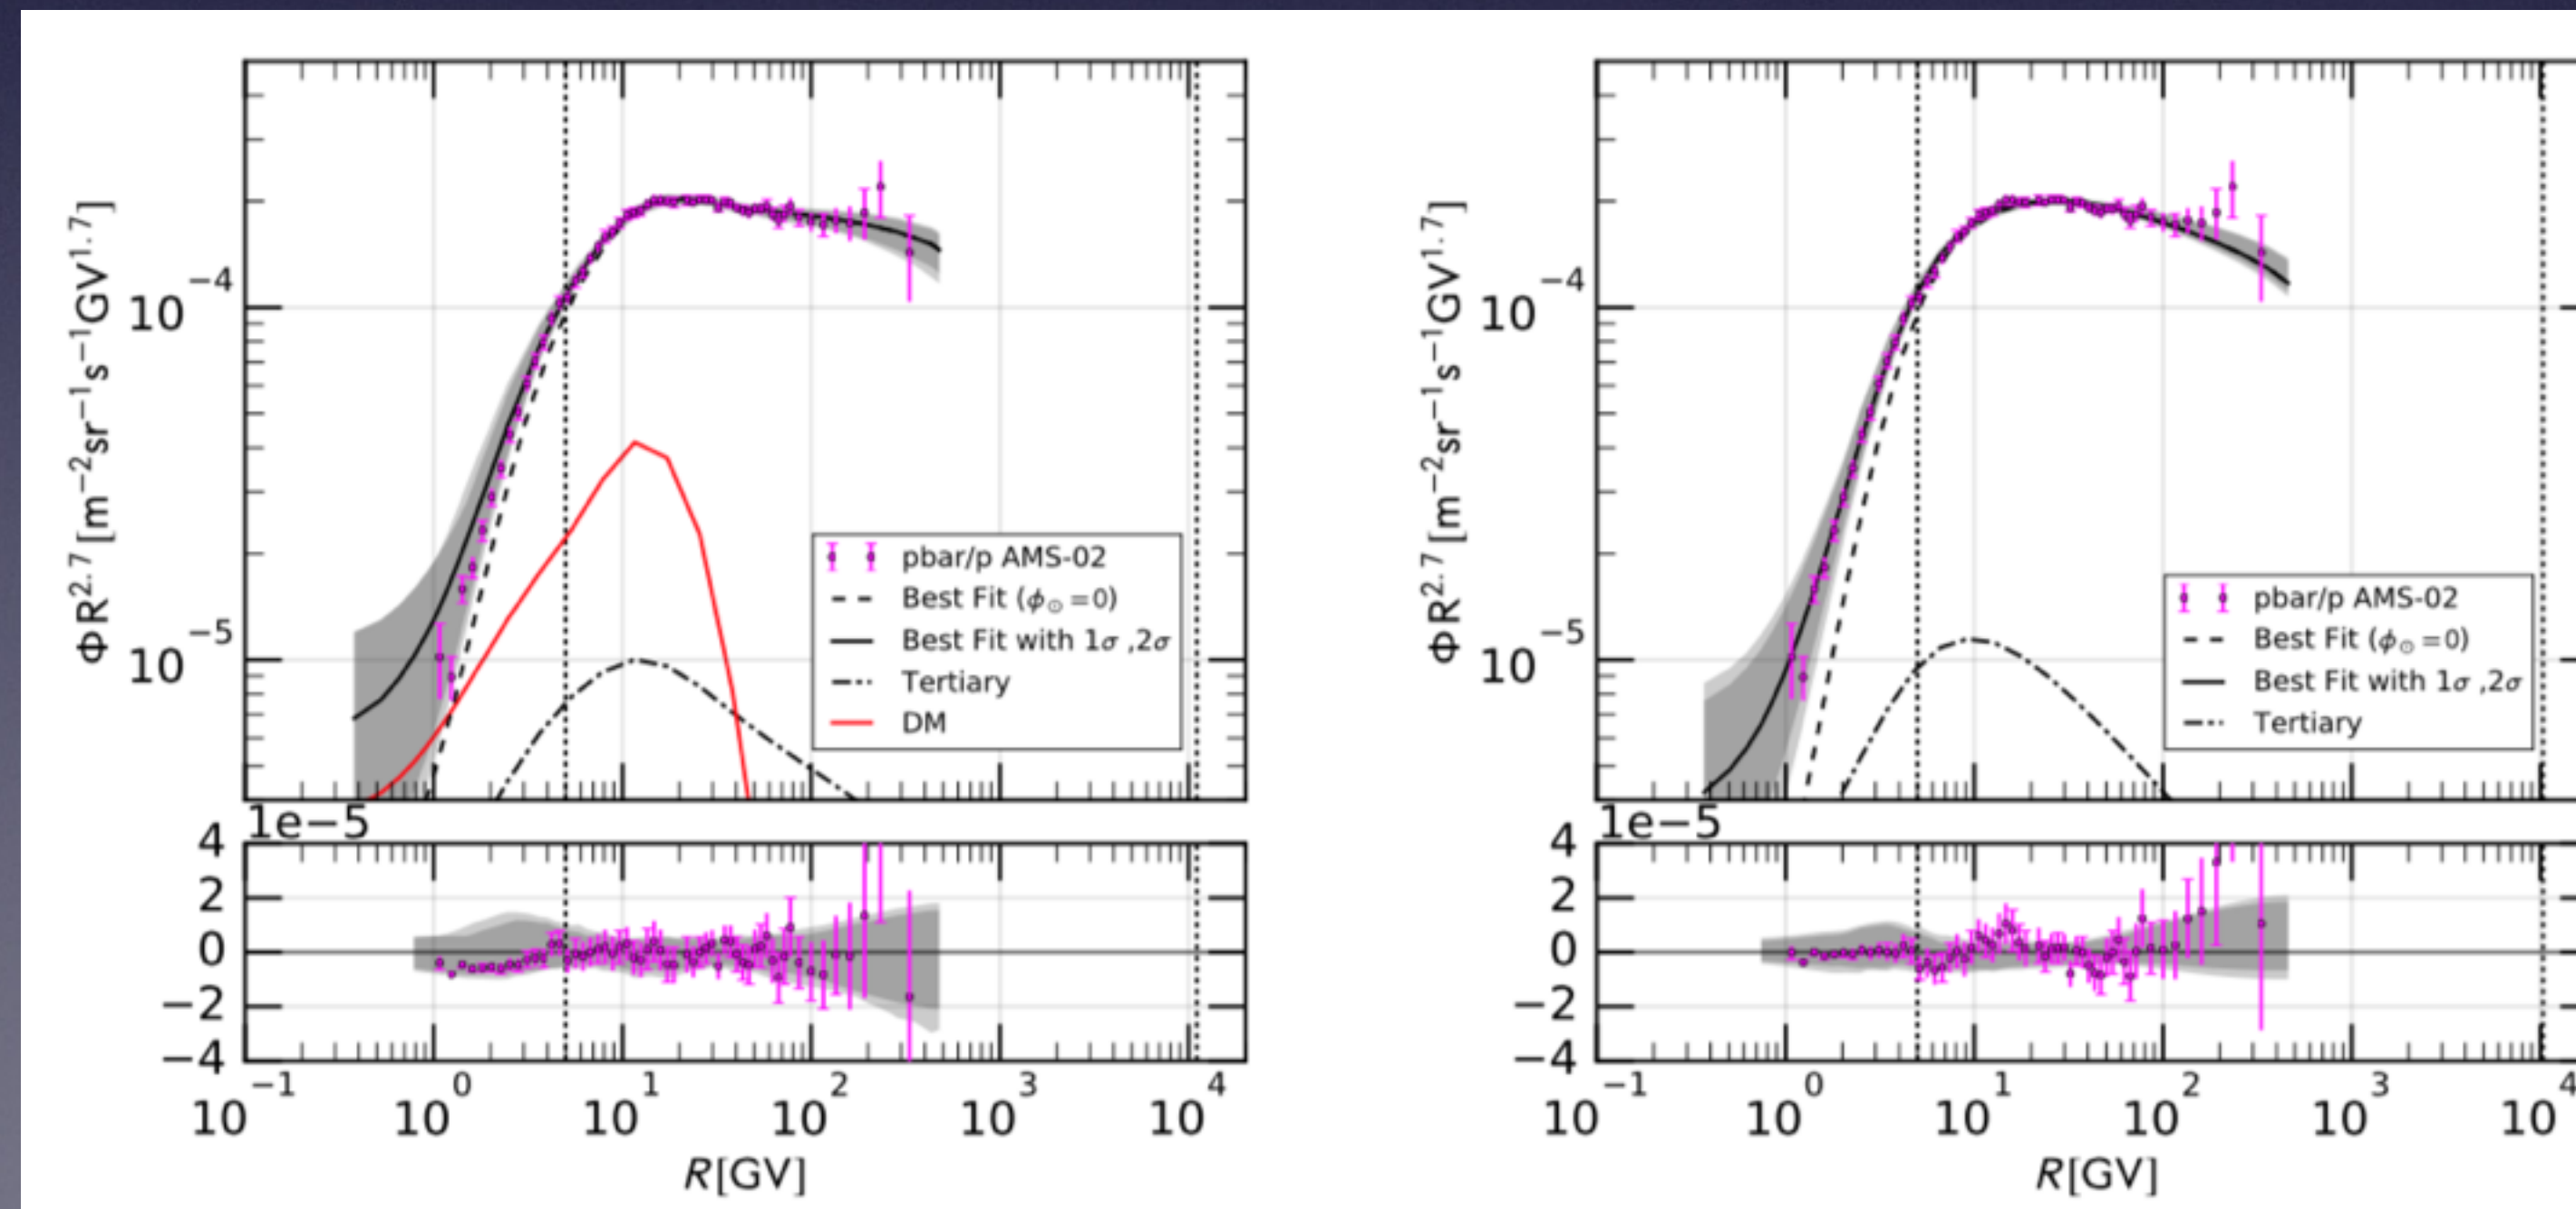 ΦR^2.7 [m^−2 sr^−1 s^−1 GV^1.7]
10^−4
10^−5
pbar/p AMS-02
Best Fit (ϕ⊙=0)
Best Fit with 1σ ,2σ
Tertiary
DM
1e−5
4
2
0
−2
−4
10^−1 10^0 10^1 10^2 10^3 10^4
R[GV]
ΦR^2.7 [m^−2 sr^−1 s^−1 GV^1.7]
10^−4
10^−5
pbar/p AMS-02
Best Fit (ϕ⊙=0)
Best Fit with 1σ ,2σ
Tertiary
1e−5
4
2
0
−2
−4
10^−1 10^0 10^1 10^2 10^3 10^4
R[GV]